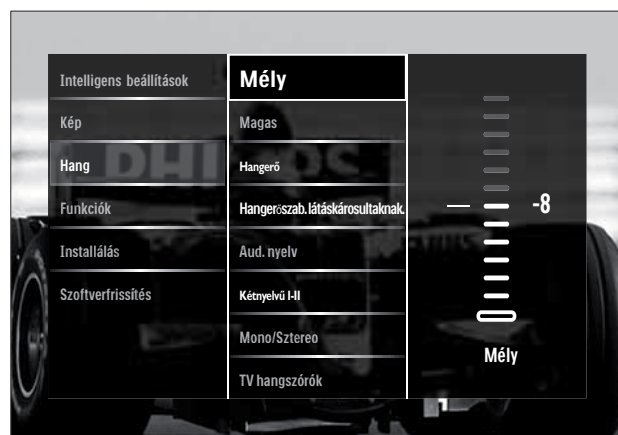 Intelligens beállítások
Kép
Hang
Funkciók
Installálás
Szoftverfrissítés
Mély
Magas
Hangerő
Hangerőszab. látáskárosultaknak.
Aud. nyelv
Kétnyelvű I-II
Mono/Sztereo
TV hangszórók
-8
Mély